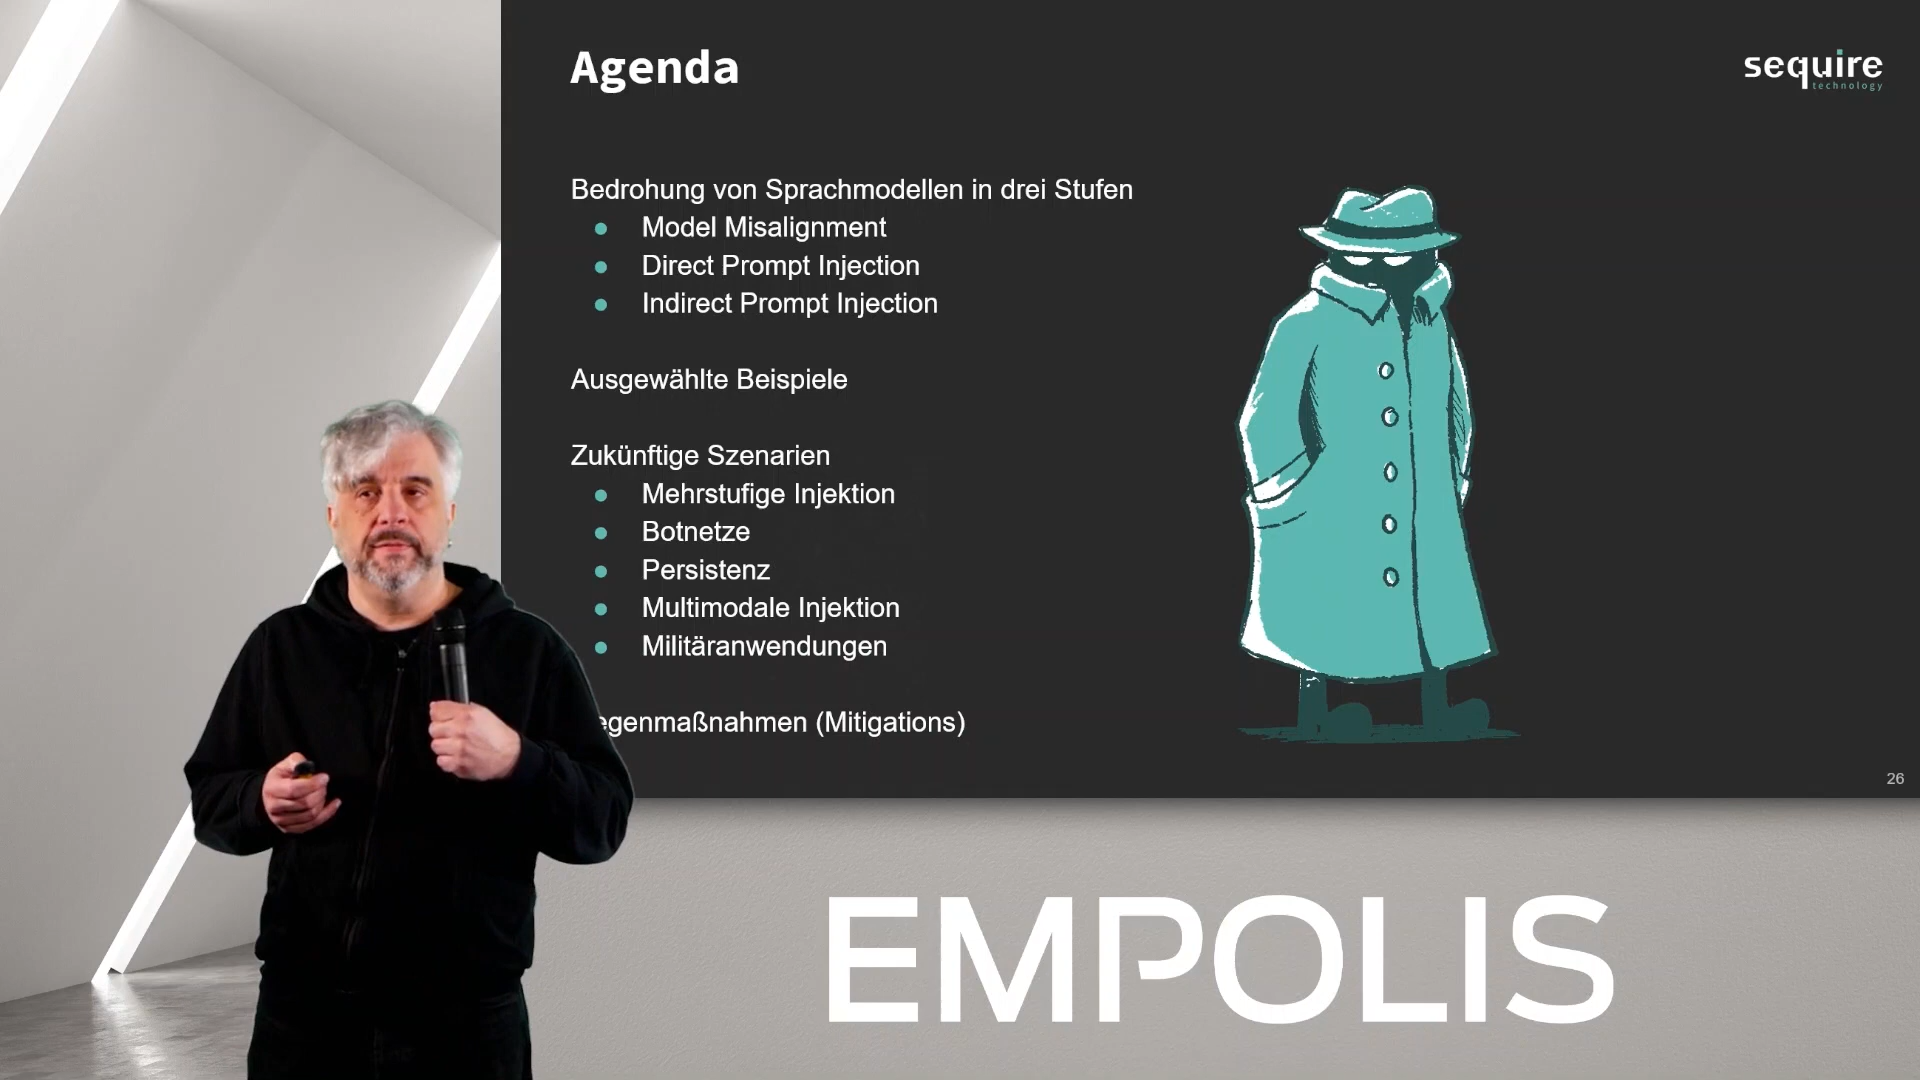 Agenda
sequire
technology
Bedrohung von Sprachmodellen in drei Stufen
● Model Misalignment
● Direct Prompt Injection
● Indirect Prompt Injection
Ausgewählte Beispiele
Zukünftige Szenarien
● Mehrstufige Injektion
● Botnetze
● Persistenz
● Multimodale Injektion
● Militäranwendungen
egenmaßnahmen (Mitigations)
26
EMPOLIS